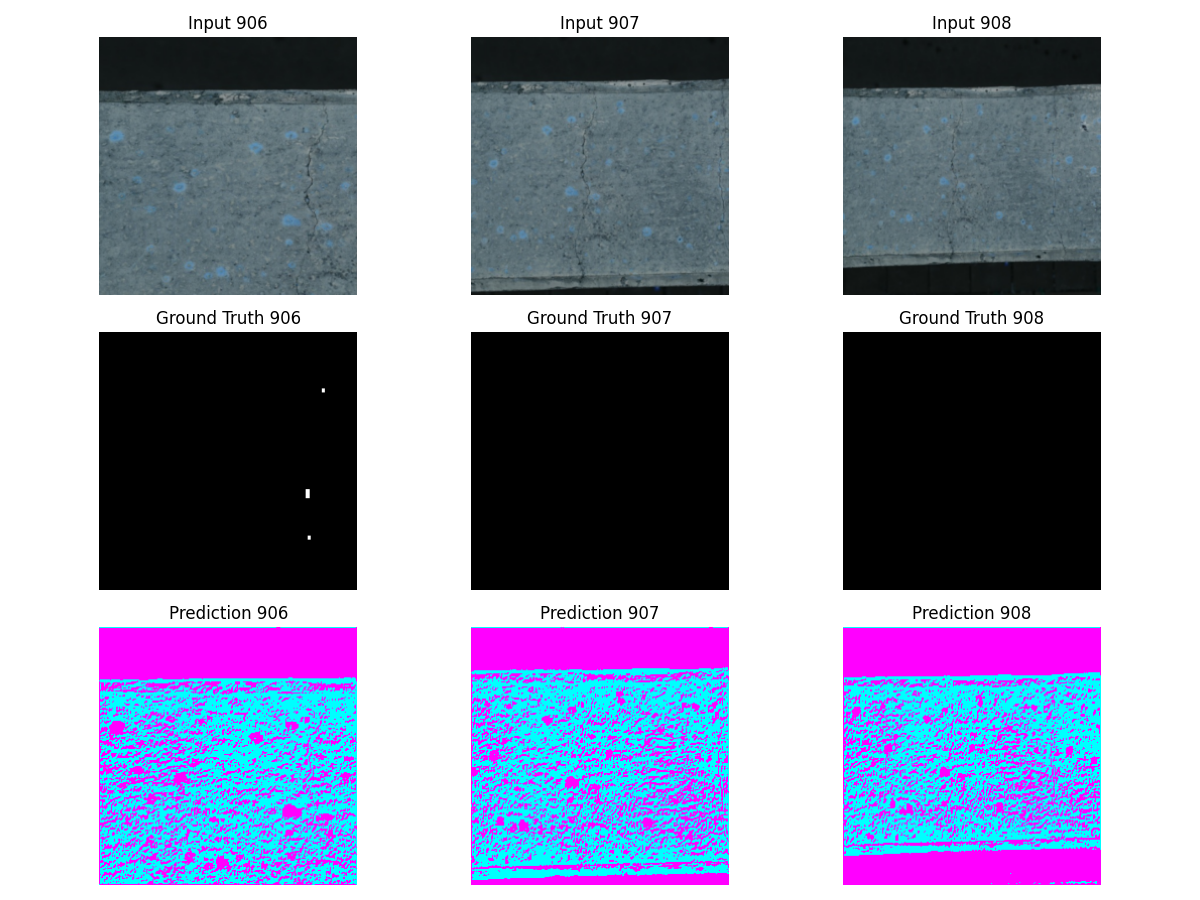 Input 906
Input 907
Input 908
Ground Truth 906
Ground Truth 907
Ground Truth 908
Prediction 906
Prediction 907
Prediction 908